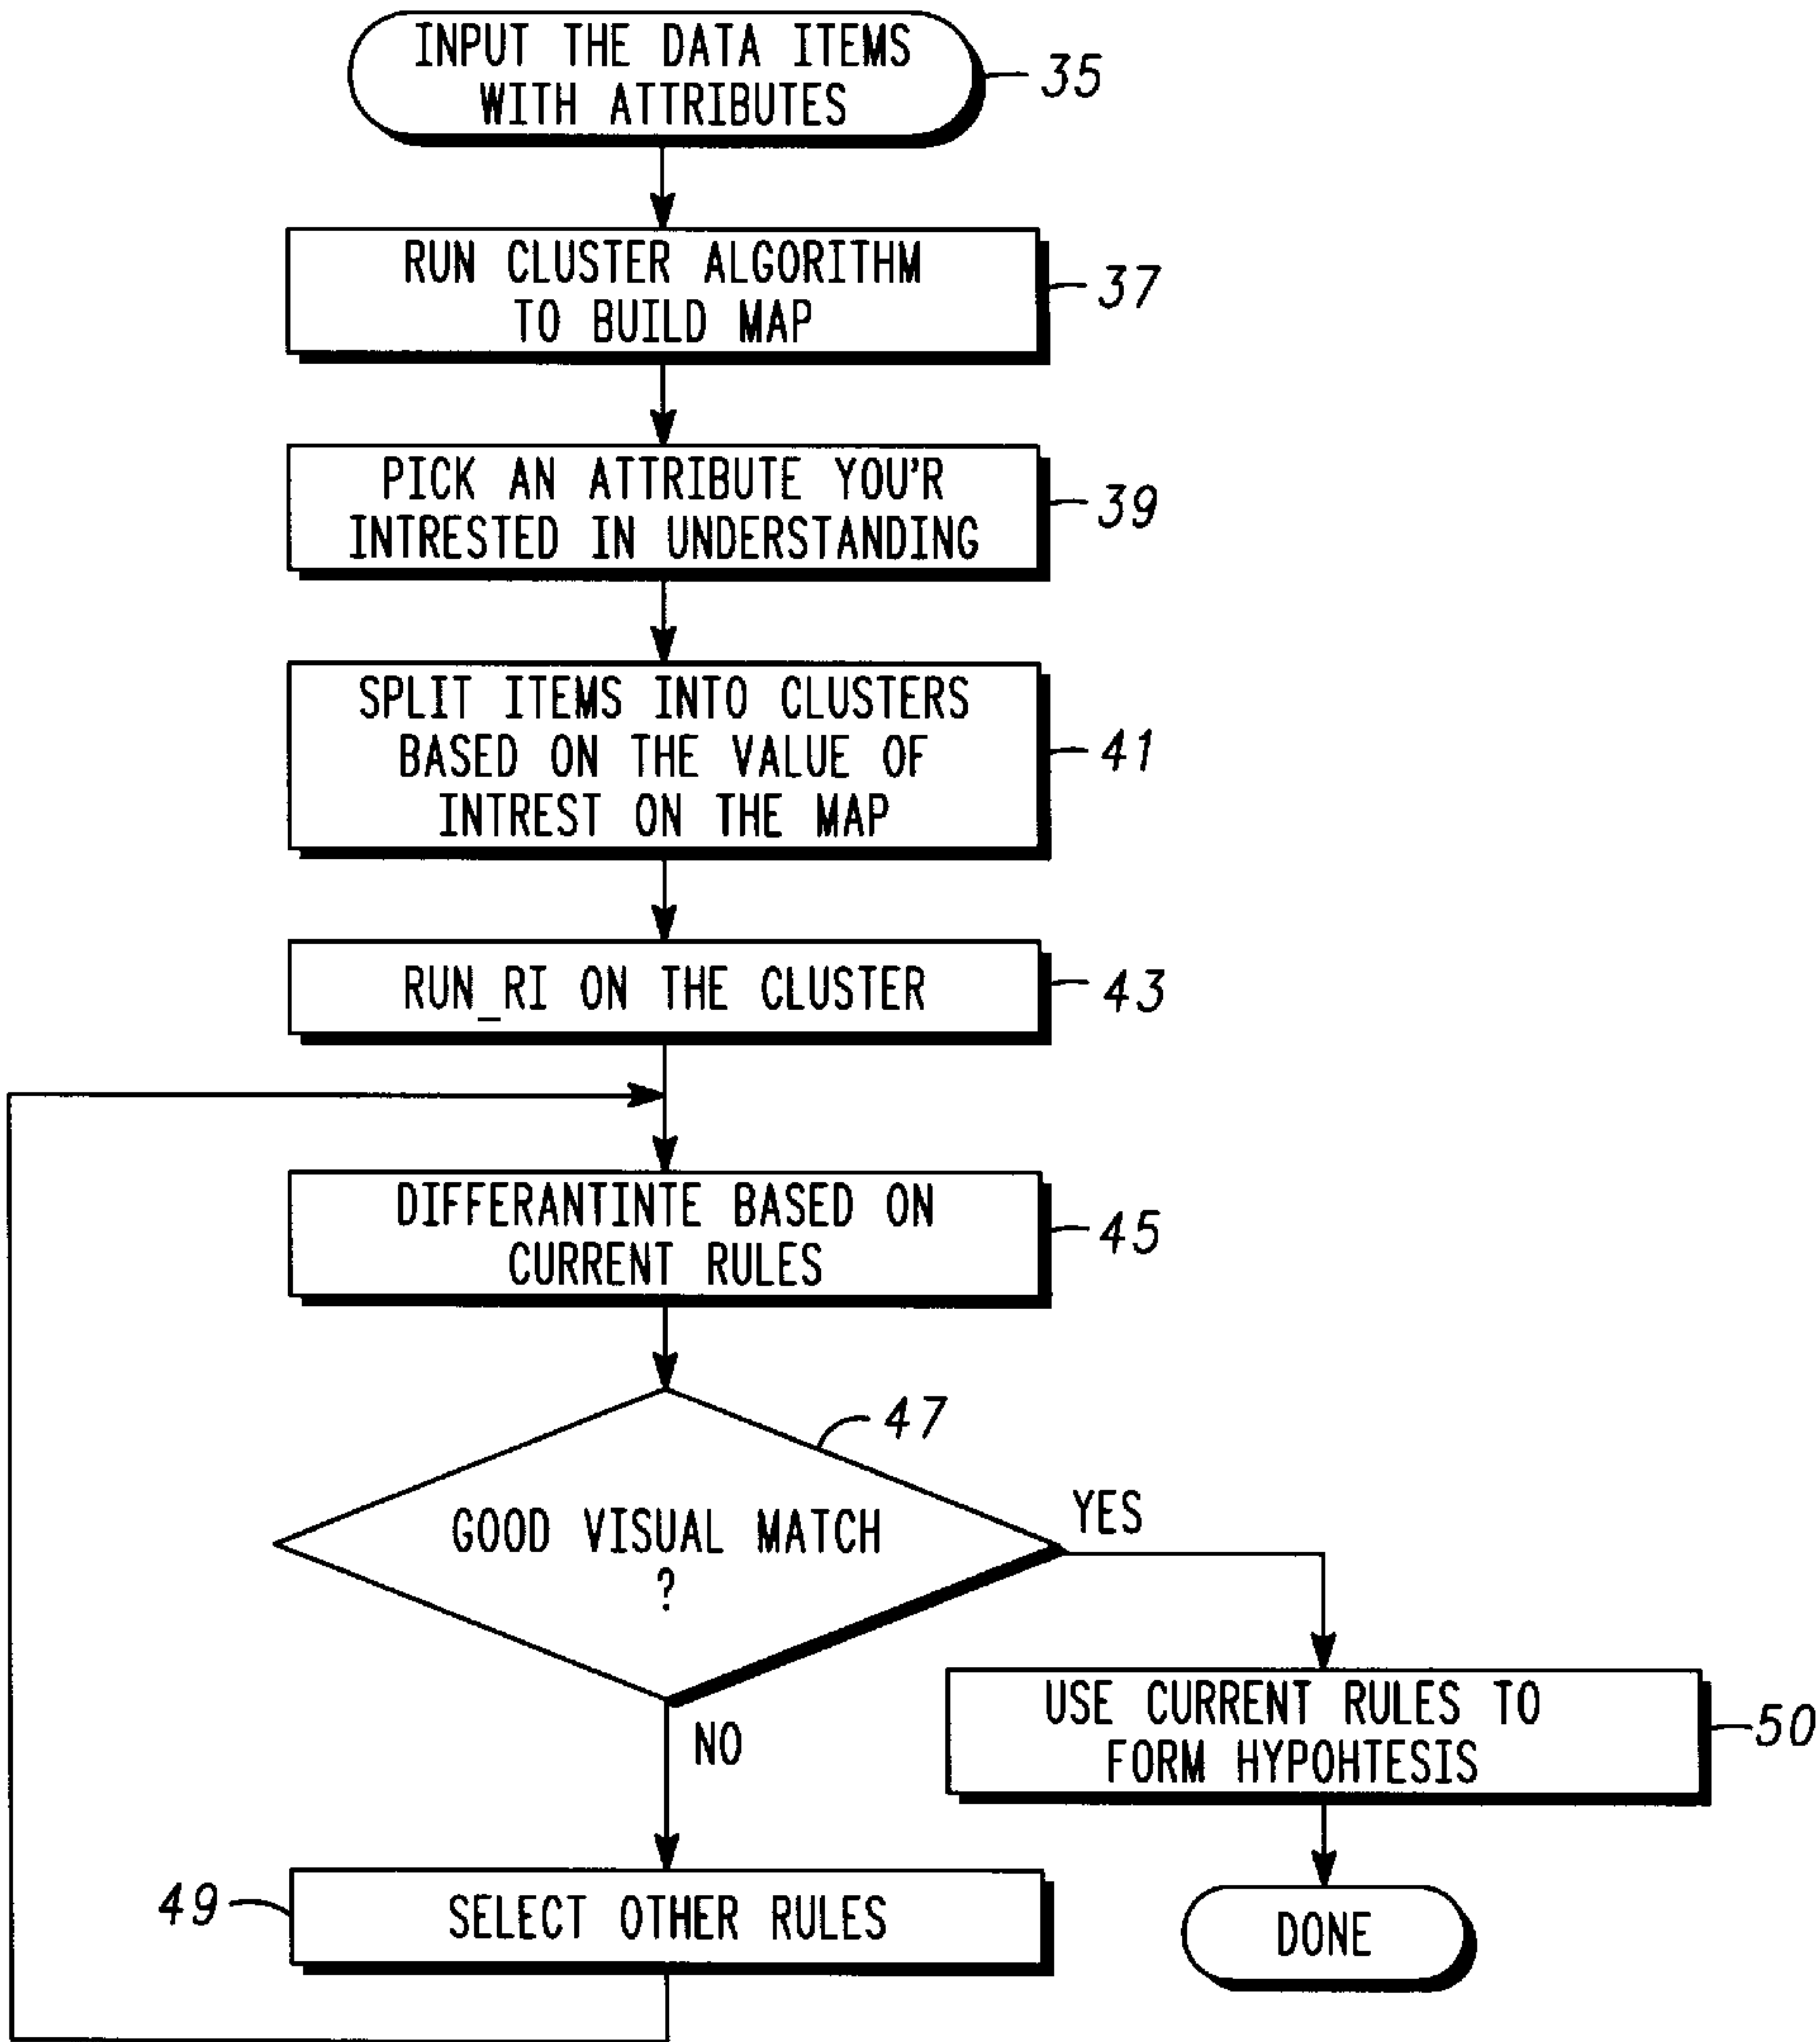 INPUT THE DATA ITEMS
WITH ATTRIBUTES
35
RUN CLUSTER ALGORITHM
TO BUILD MAP
37
PICK AN ATTRIBUTE YOU'R
INTRESTED IN UNDERSTANDING
39
SPLIT ITEMS INTO CLUSTERS
BASED ON THE VALUE OF
INTREST ON THE MAP
41
RUN_RI ON THE CLUSTER
43
DIFFERANTINTE BASED ON
CURRENT RULES
45
47
GOOD VISUAL MATCH
?
YES
NO
USE CURRENT RULES TO
FORM HYPOHTESIS
50
49
SELECT OTHER RULES
DONE